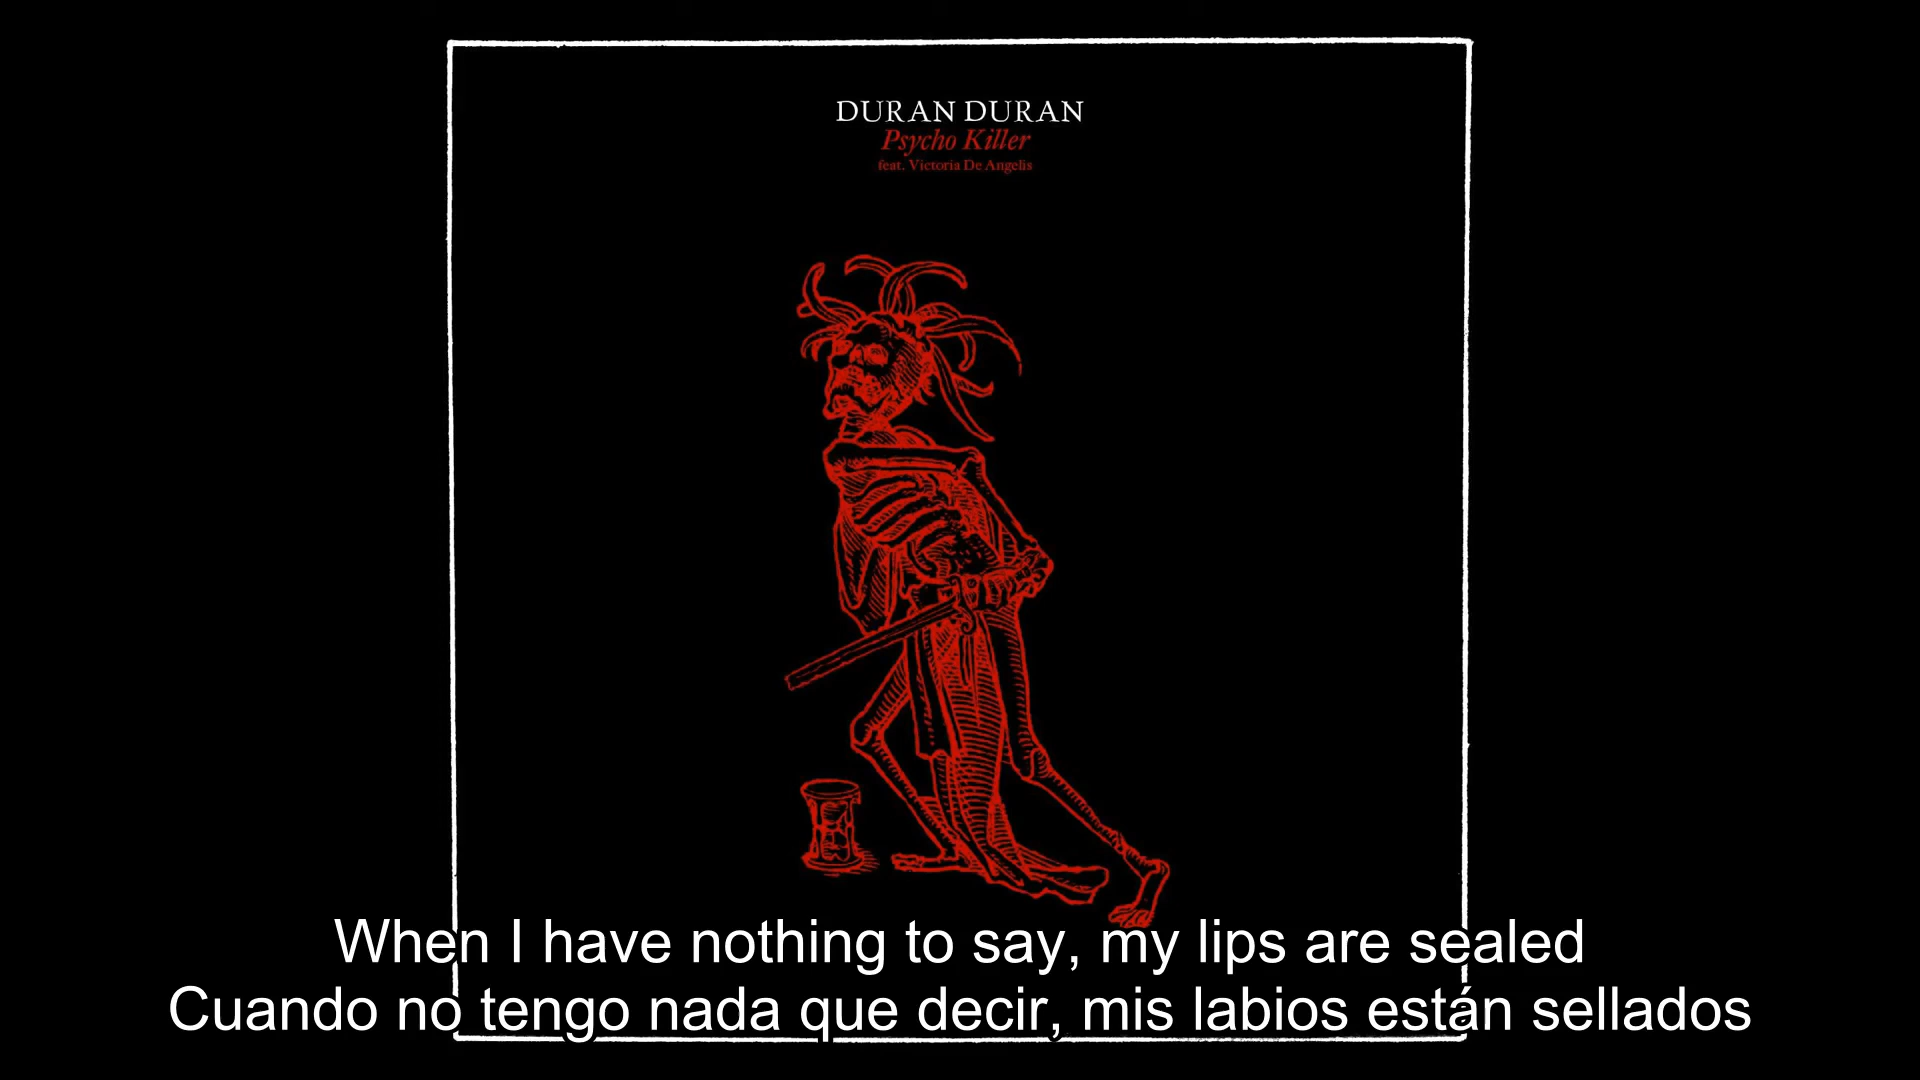 DURAN DURAN
Psycho Killer
feat. Victoria De Angelis
When I have nothing to say, my lips are sealed
Cuando no tengo nada que decir, mis labios están sellados